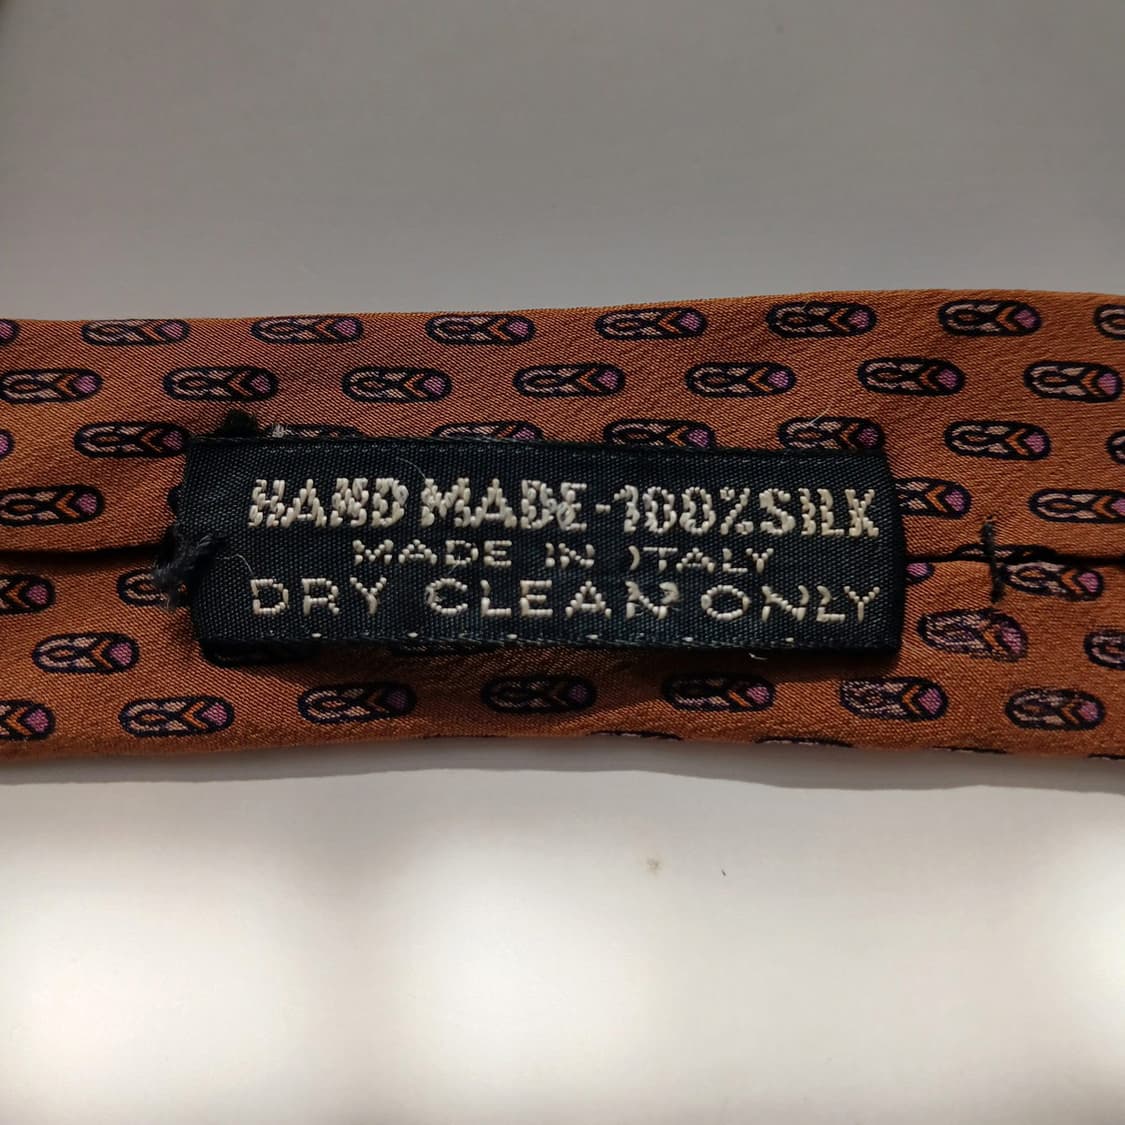 HAND MADE-100% SILK
MADE IN ITALY
DRY CLEAN ONLY